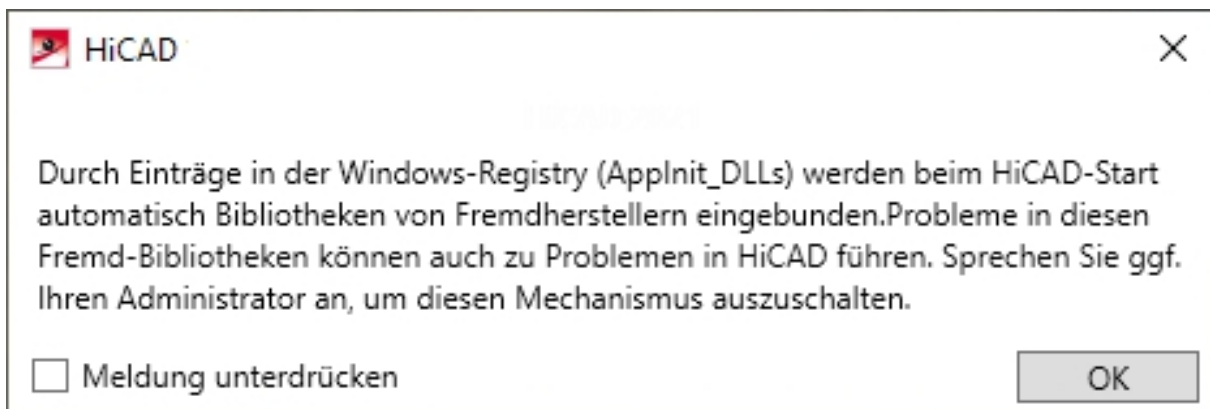 HiCAD
Durch Einträge in der Windows-Registry (AppInit_DLLs) werden beim HiCAD-Start
automatisch Bibliotheken von Fremdherstellern eingebunden.Probleme in diesen
Fremd-Bibliotheken können auch zu Problemen in HiCAD führen. Sprechen Sie ggf.
Ihren Administrator an, um diesen Mechanismus auszuschalten.
Meldung unterdrücken
OK